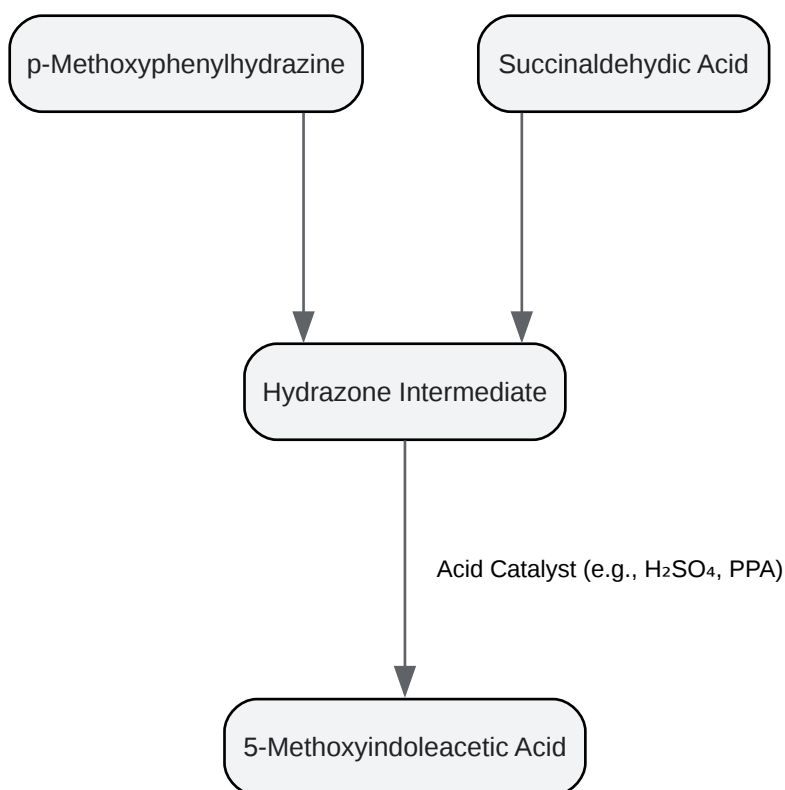 p-Methoxyphenylhydrazine
Succinaldehydic Acid
Hydrazone Intermediate
Acid Catalyst (e.g., H₂SO₄, PPA)
5-Methoxyindoleacetic Acid